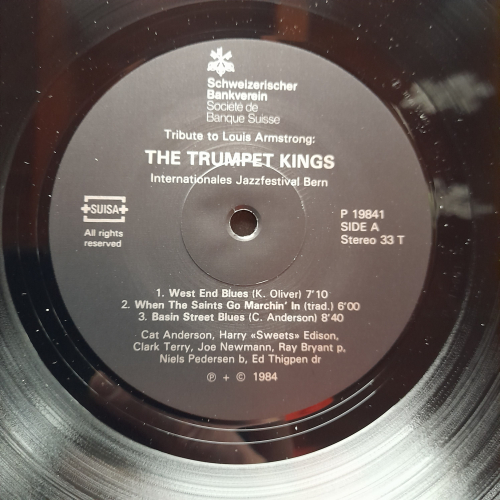 Schweizerischer
Bankverein
Société de
Banque Suisse
Tribute to Louis Armstrong:
THE TRUMPET KINGS
Internationales Jazzfestival Bern
+SUISA+
All rights
reserved
P 19841
SIDE A
Stereo 33 T
1. West End Blues (K. Oliver) 7'10
2. When The Saints Go Marchin' In (trad.) 6'00
3. Basin Street Blues (C. Anderson) 8'40
Cat Anderson, Harry «Sweets» Edison,
Clark Terry, Joe Newmann, Ray Bryant p,
Niels Pedersen b, Ed Thigpen dr
℗ + © 1984